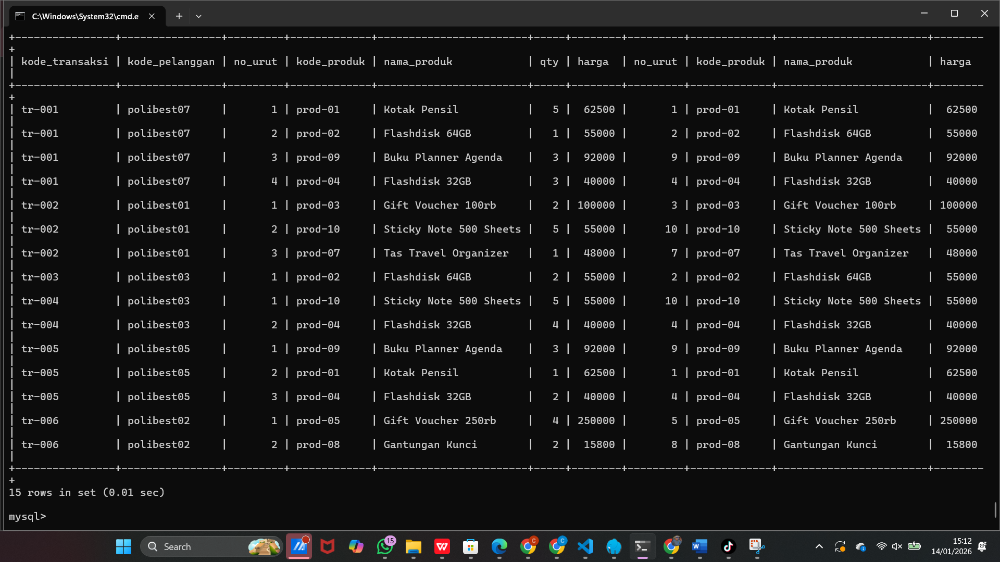 C:\Windows\System32\cmd.e
+----------------+----------------+---------+-------------+------------------------+-----+--------+---------+-------------+------------------------+--------
+
| kode_transaksi | kode_pelanggan | no_urut | kode_produk | nama_produk            | qty | harga  | no_urut | kode_produk | nama_produk            | harga
|
+----------------+----------------+---------+-------------+------------------------+-----+--------+---------+-------------+------------------------+--------
+
| tr-001         | polibest07     |       1 | prod-01     | Kotak Pensil           |   5 |  62500 |       1 | prod-01     | Kotak Pensil           |  62500
|
| tr-001         | polibest07     |       2 | prod-02     | Flashdisk 64GB         |   1 |  55000 |       2 | prod-02     | Flashdisk 64GB         |  55000
|
| tr-001         | polibest07     |       3 | prod-09     | Buku Planner Agenda    |   3 |  92000 |       9 | prod-09     | Buku Planner Agenda    |  92000
|
| tr-001         | polibest07     |       4 | prod-04     | Flashdisk 32GB         |   3 |  40000 |       4 | prod-04     | Flashdisk 32GB         |  40000
|
| tr-002         | polibest01     |       1 | prod-03     | Gift Voucher 100rb     |   2 | 100000 |       3 | prod-03     | Gift Voucher 100rb     | 100000
|
| tr-002         | polibest01     |       2 | prod-10     | Sticky Note 500 Sheets |   5 |  55000 |      10 | prod-10     | Sticky Note 500 Sheets |  55000
|
| tr-002         | polibest01     |       3 | prod-07     | Tas Travel Organizer   |   1 |  48000 |       7 | prod-07     | Tas Travel Organizer   |  48000
|
| tr-003         | polibest03     |       1 | prod-02     | Flashdisk 64GB         |   2 |  55000 |       2 | prod-02     | Flashdisk 64GB         |  55000
|
| tr-004         | polibest03     |       1 | prod-10     | Sticky Note 500 Sheets |   5 |  55000 |      10 | prod-10     | Sticky Note 500 Sheets |  55000
|
| tr-004         | polibest03     |       2 | prod-04     | Flashdisk 32GB         |   4 |  40000 |       4 | prod-04     | Flashdisk 32GB         |  40000
|
| tr-005         | polibest05     |       1 | prod-09     | Buku Planner Agenda    |   3 |  92000 |       9 | prod-09     | Buku Planner Agenda    |  92000
|
| tr-005         | polibest05     |       2 | prod-01     | Kotak Pensil           |   1 |  62500 |       1 | prod-01     | Kotak Pensil           |  62500
|
| tr-005         | polibest05     |       3 | prod-04     | Flashdisk 32GB         |   2 |  40000 |       4 | prod-04     | Flashdisk 32GB         |  40000
|
| tr-006         | polibest02     |       1 | prod-05     | Gift Voucher 250rb     |   4 | 250000 |       5 | prod-05     | Gift Voucher 250rb     | 250000
|
| tr-006         | polibest02     |       2 | prod-08     | Gantungan Kunci        |   2 |  15800 |       8 | prod-08     | Gantungan Kunci        |  15800
|
+----------------+----------------+---------+-------------+------------------------+-----+--------+---------+-------------+------------------------+--------
+
15 rows in set (0.01 sec)
mysql>
Search
15
15:12
14/01/2026